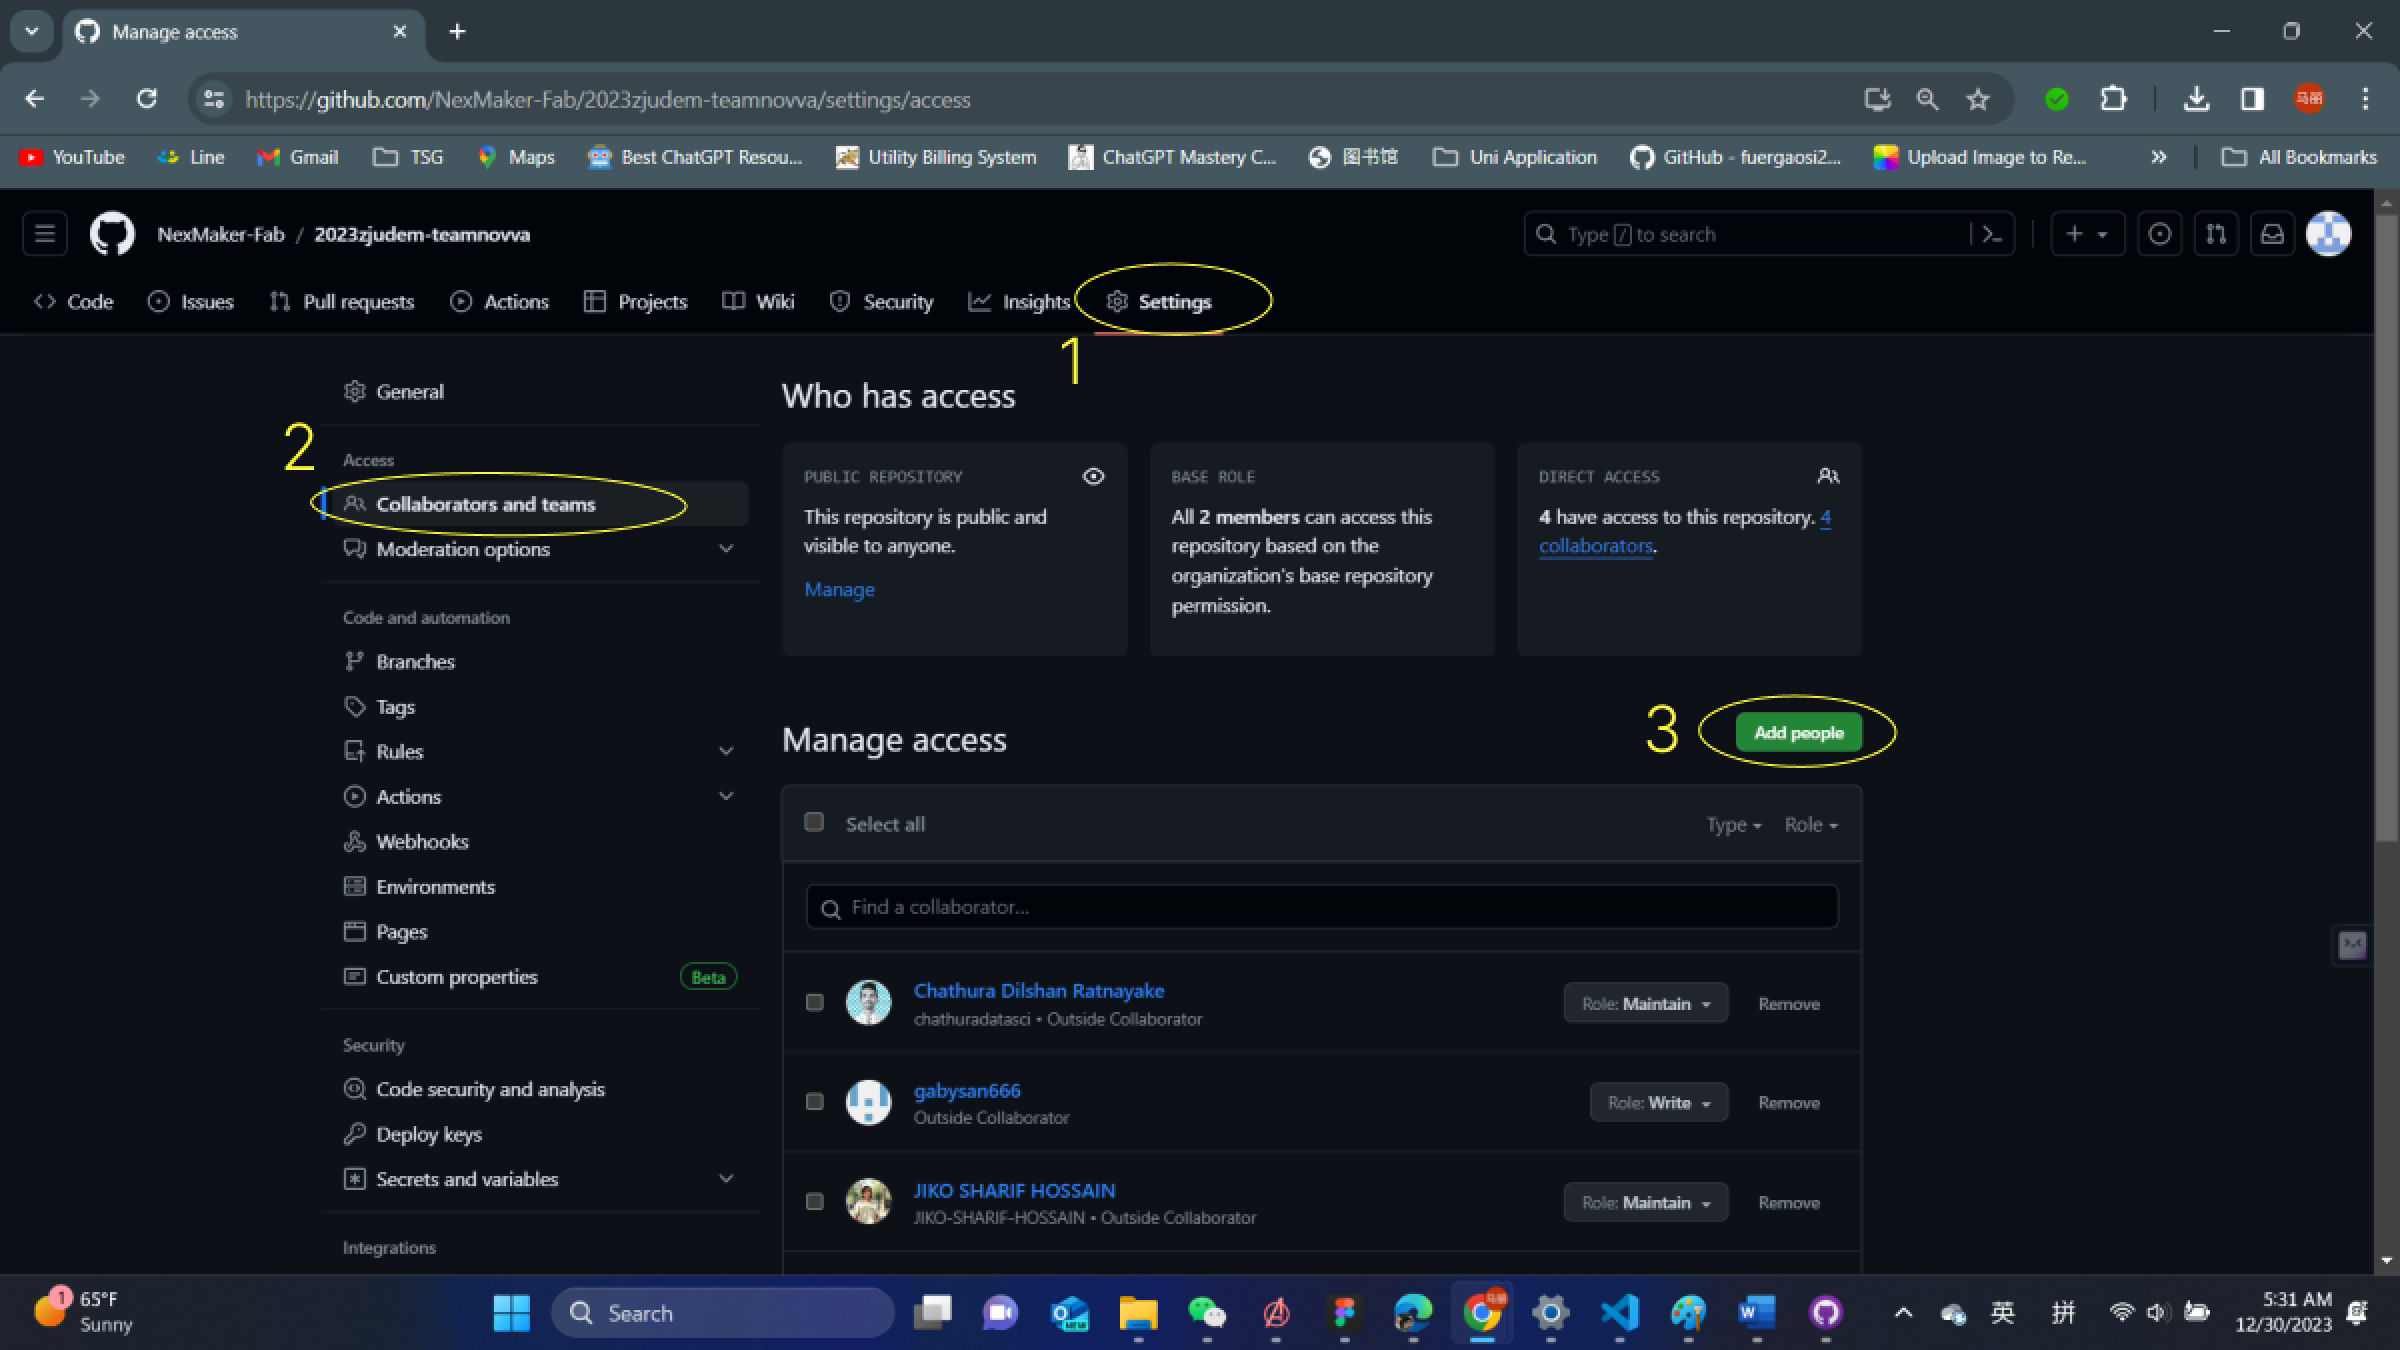 Manage access
https://github.com/NexMaker-Fab/2023zjudem-teamnovva/settings/access
马丽
YouTube Line Gmail TSG Maps Best ChatGPT Resou... Utility Billing System ChatGPT Mastery C... 图书馆 Uni Application GitHub - fuergaosi2... Upload Image to Re... » All Bookmarks
NexMaker-Fab / 2023zjudem-teamnovva
Type / to search
Code Issues Pull requests Actions Projects Wiki Security Insights Settings
1
General
2
Access
Collaborators and teams
Moderation options
Code and automation
Branches
Tags
Rules
Actions
Webhooks
Environments
Pages
Custom properties Beta
Security
Code security and analysis
Deploy keys
Secrets and variables
Integrations
Who has access
PUBLIC REPOSITORY
This repository is public and
visible to anyone.
Manage
BASE ROLE
All 2 members can access this
repository based on the
organization's base repository
permission.
DIRECT ACCESS
4 have access to this repository. 4
collaborators.
Manage access
3
Add people
Select all Type Role
Find a collaborator...
Chathura Dilshan Ratnayake
chathuradatasci • Outside Collaborator
Role: Maintain Remove
gabysan666
Outside Collaborator
Role: Write Remove
JIKO SHARIF HOSSAIN
JIKO-SHARIF-HOSSAIN • Outside Collaborator
Role: Maintain Remove
1
65°F
Sunny
Search
英 拼
5:31 AM
12/30/2023